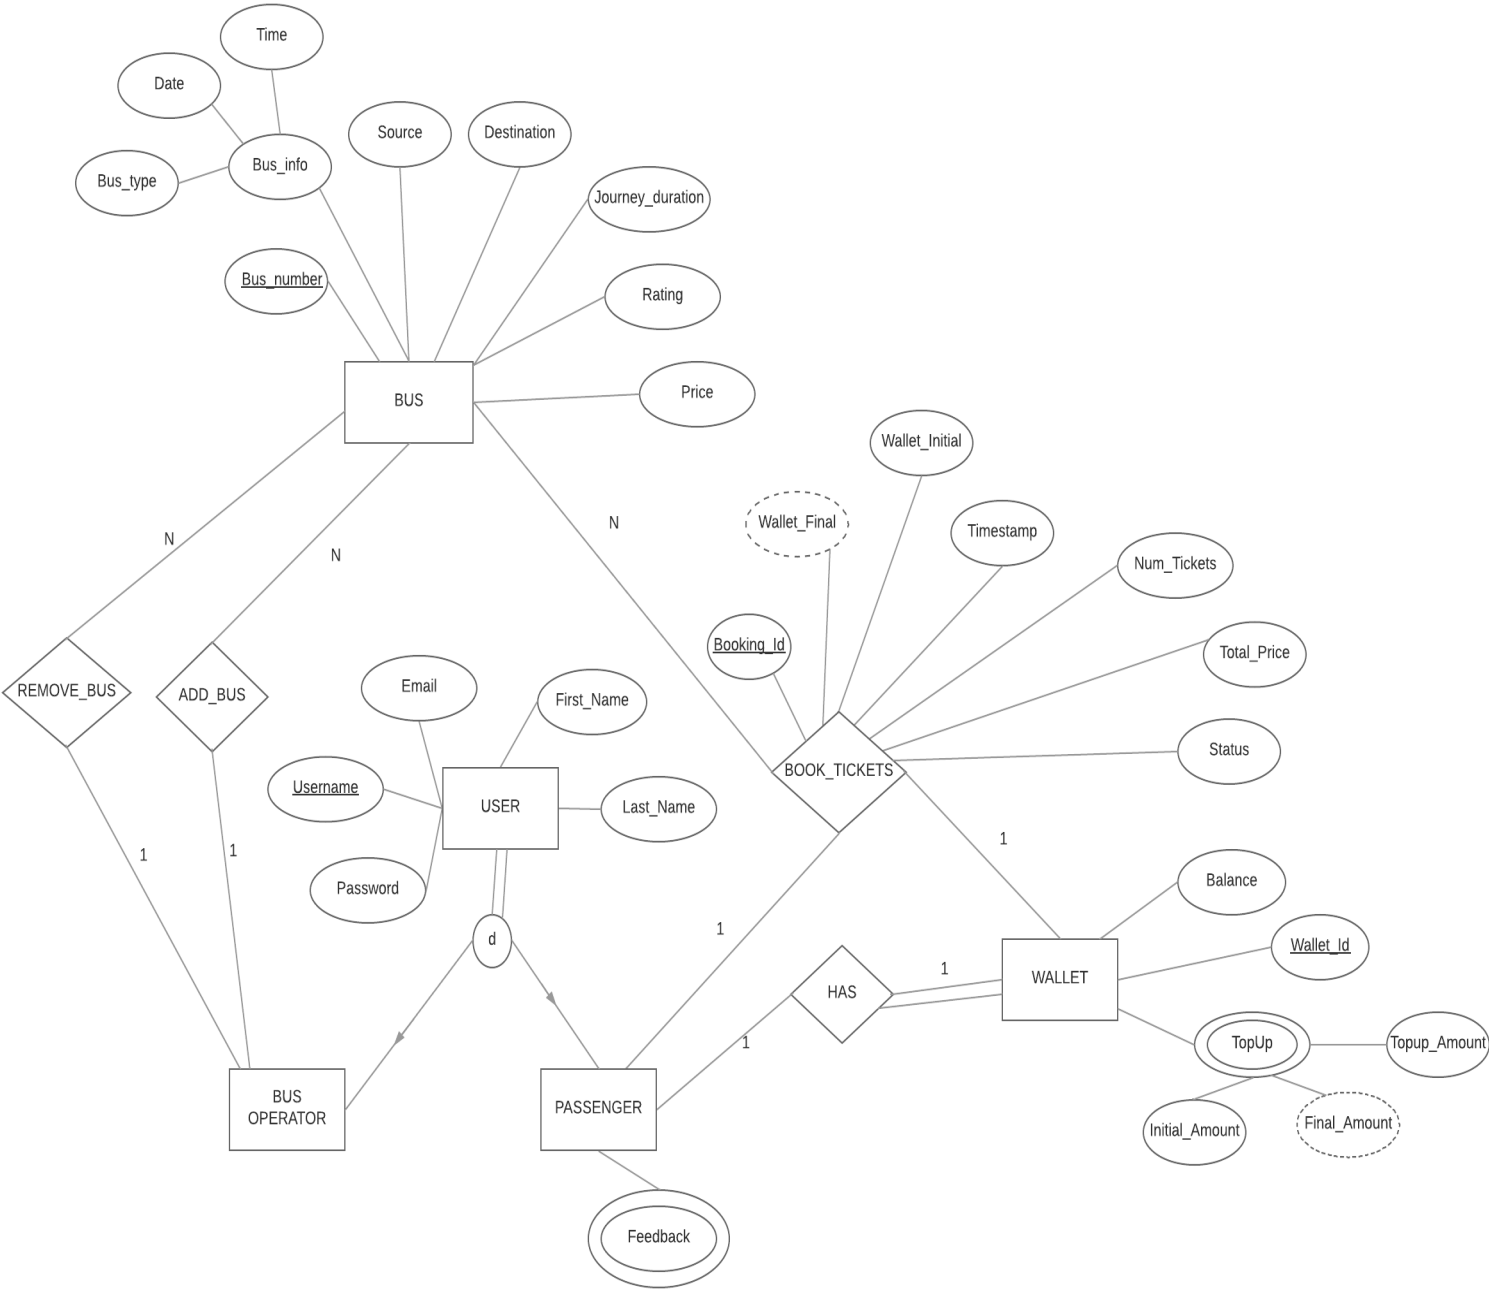 Time
Date
Source
Destination
Bus_info
Bus_type
Journey_duration
Bus_number
Rating
Price
BUS
Wallet_Initial
Wallet_Final
N
Timestamp
N
N
Num_Tickets
Booking_Id
Total_Price
REMOVE_BUS
ADD_BUS
Email
First_Name
Status
BOOK_TICKETS
Username
USER
Last_Name
1
1
1
Password
Balance
1
d
Wallet_Id
1
WALLET
HAS
1
TopUp
Topup_Amount
BUS
OPERATOR
PASSENGER
Initial_Amount
Final_Amount
Feedback